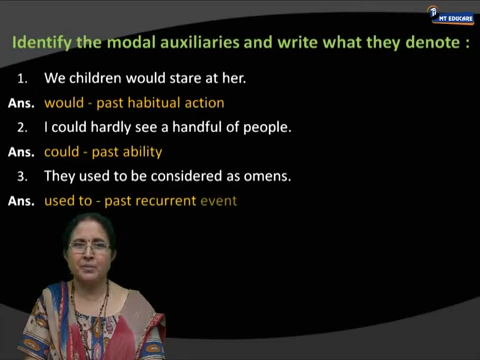 MT EDUCARE
Identify the modal auxiliaries and write what they denote :
1. We children would stare at her.
Ans. would - past habitual action
2. I could hardly see a handful of people.
Ans. could - past ability
3. They used to be considered as omens.
Ans. used to - past recurrent event